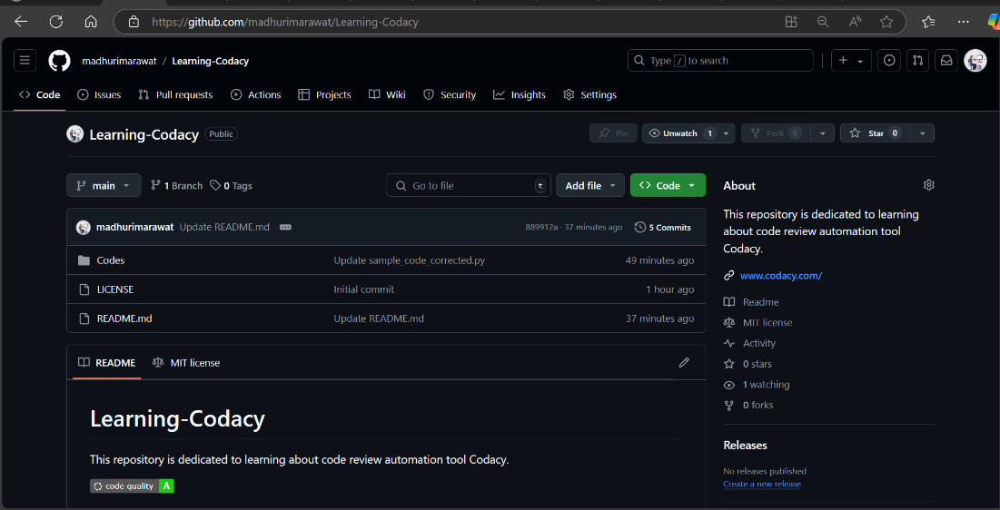 https://github.com/madhurimarawat/Learning-Codacy
madhurimarawat / Learning-Codacy
Type / to search
Code Issues Pull requests Actions Projects Wiki Security Insights Settings
Learning-Codacy Public
Pin Unwatch 1 Fork 0 Star 0
main 1 Branch 0 Tags
Go to file t
Add file
Code
madhurimarawat Update README.md 889912a · 37 minutes ago 5 Commits
Codes Update sample_code_corrected.py 49 minutes ago
LICENSE Initial commit 1 hour ago
README.md Update README.md 37 minutes ago
README MIT license
Learning-Codacy
This repository is dedicated to learning about code review automation tool Codacy.
code quality A
About
This repository is dedicated to learning
about code review automation tool
Codacy.
www.codacy.com/
Readme
MIT license
Activity
0 stars
1 watching
0 forks
Releases
No releases published
Create a new release